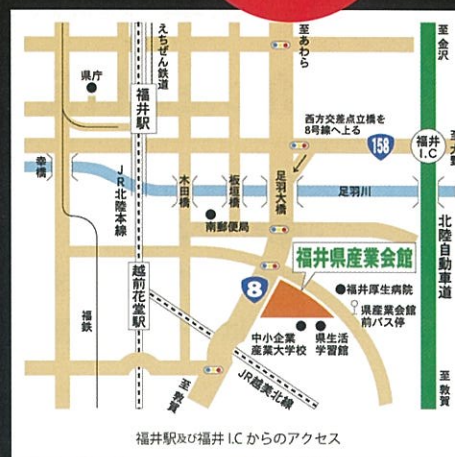 至あわら
えちぜん鉄道
至金沢
県庁
福井駅
西方交差点立橋を
8号線へ上る
158
福井
I.C
幸橋
JR北陸本線
木田橋
板垣橋
足羽大橋
足羽川
南郵便局
北陸自動車道
福井県産業会館
越前花堂駅
8
福井厚生病院
県産業会館
前バス停
福鉄
中小企業
産業大学校
県生活
学習館
至敦賀
JR越美北線
至敦賀
福井駅及び福井 I.C からのアクセス